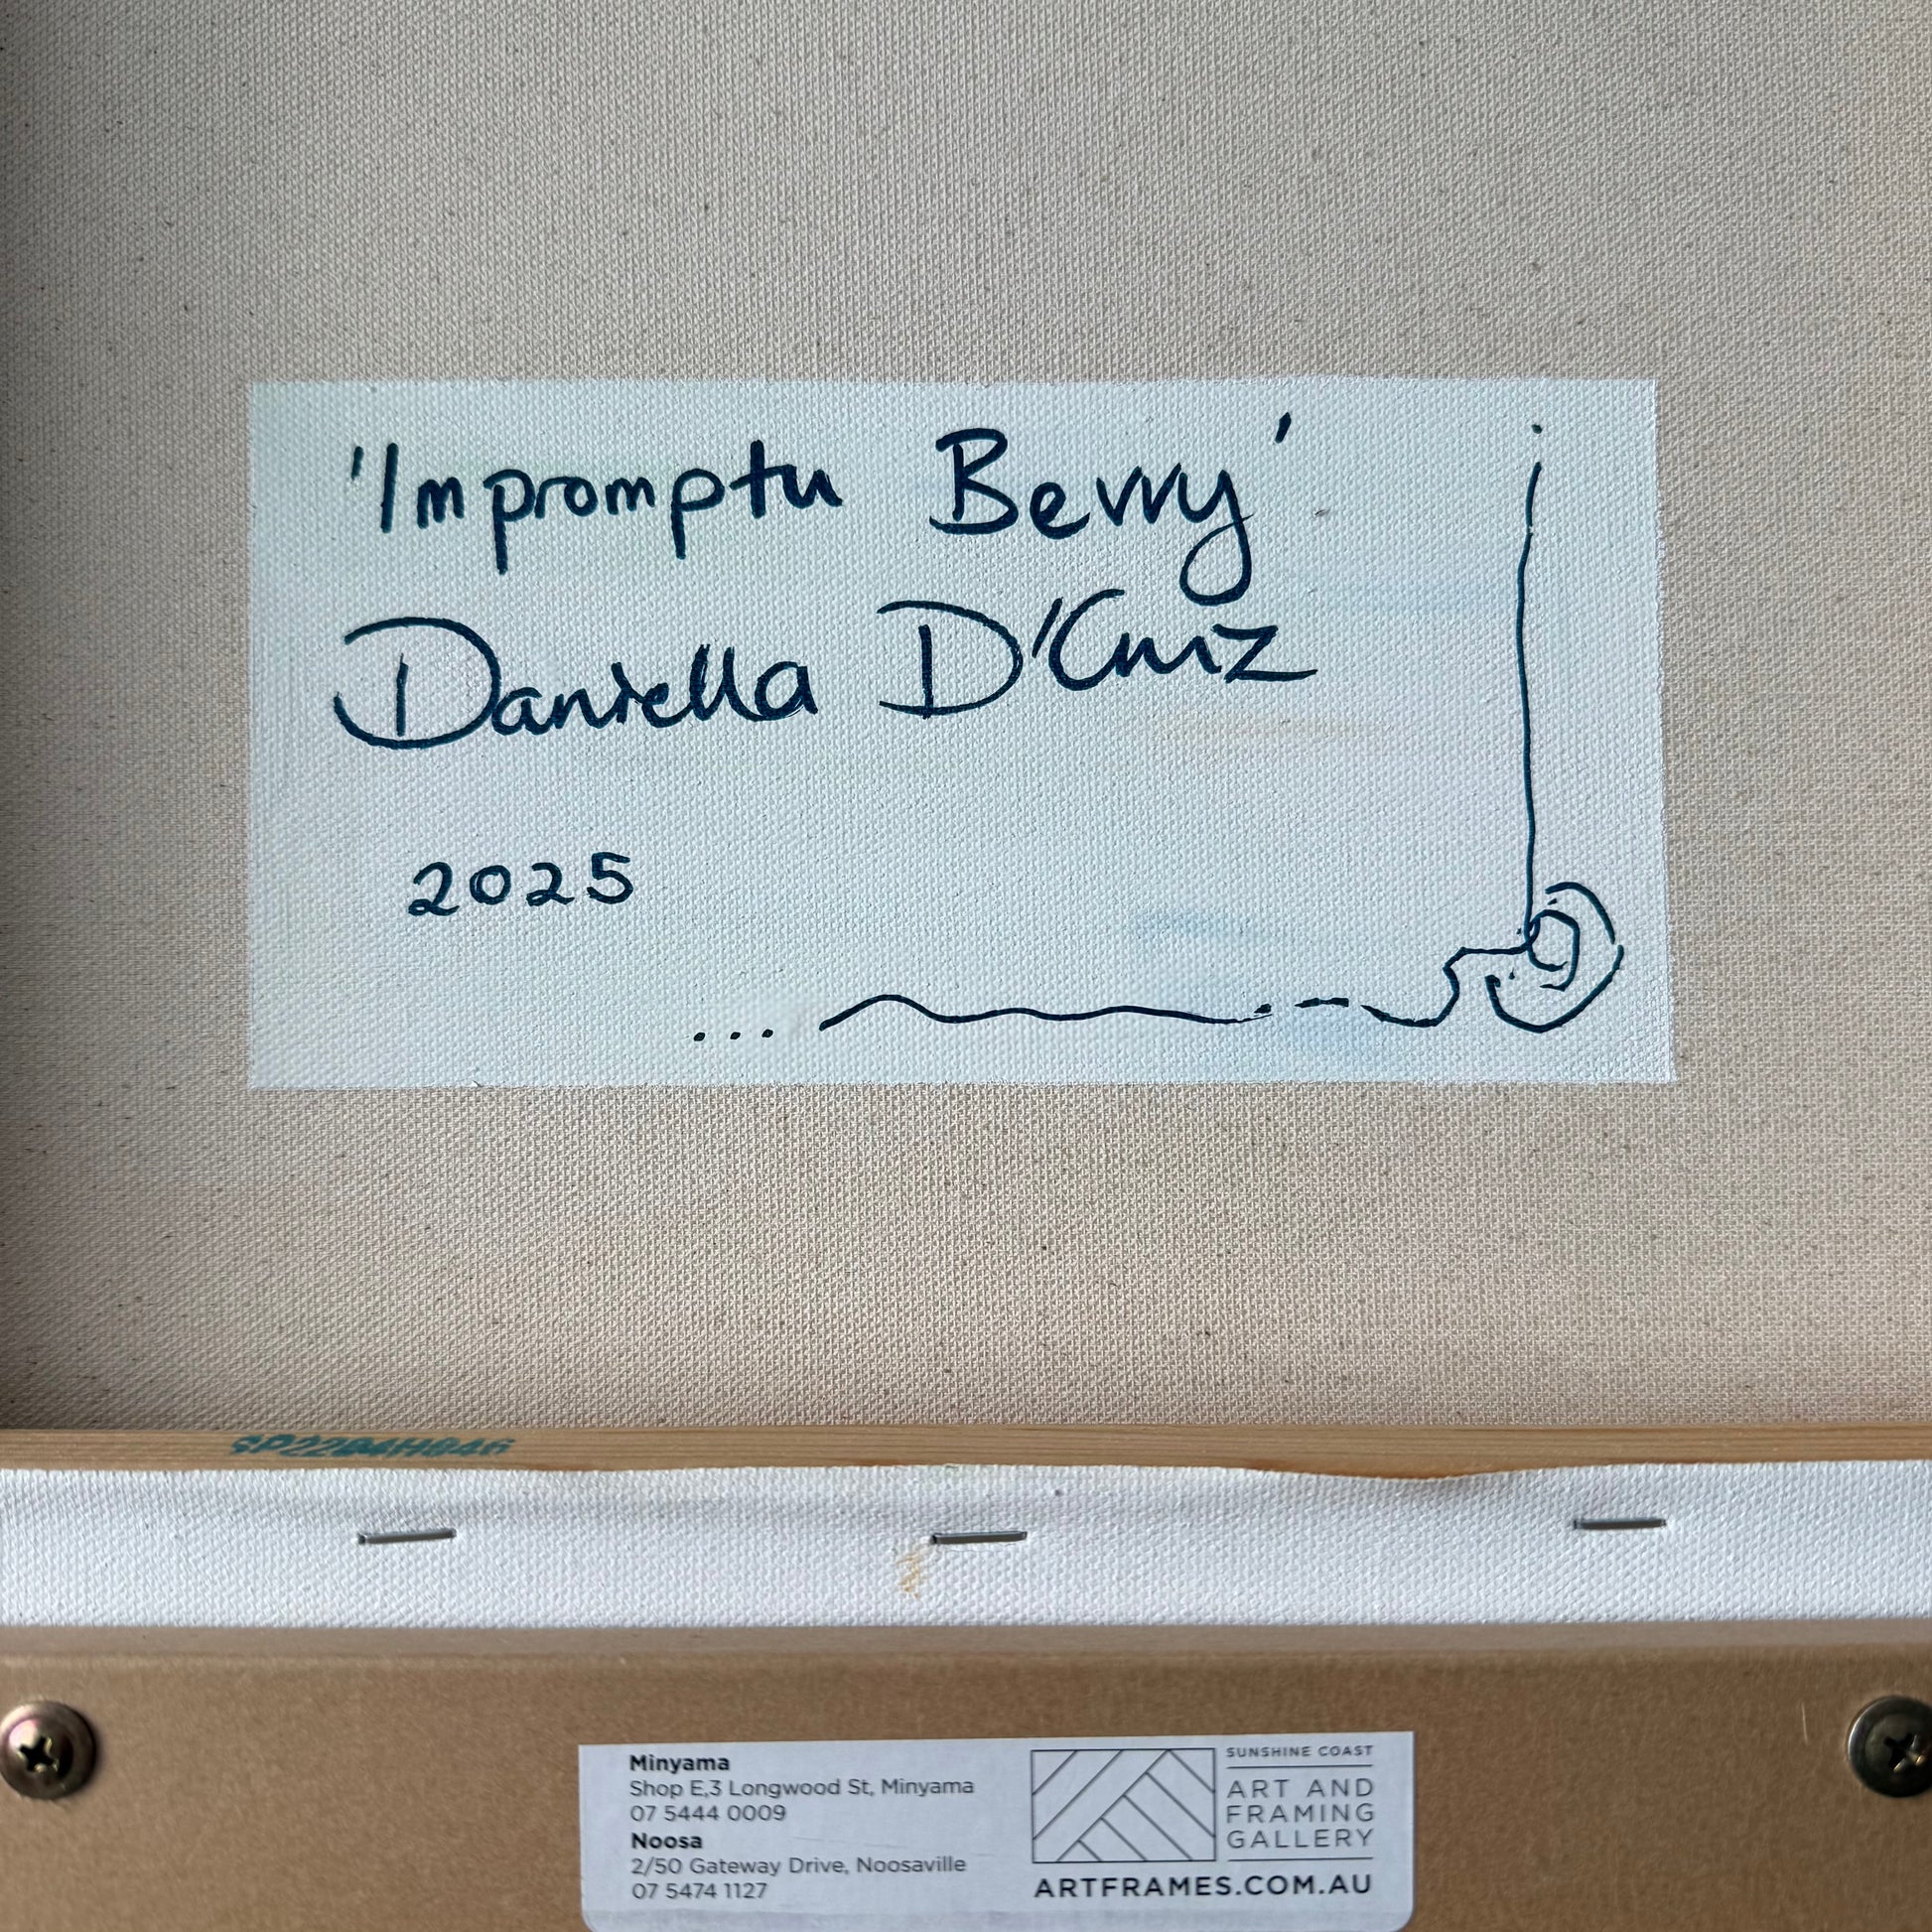 'Impromptu Berry'
Daniella D'Cruz
2025
...
Minyama
Shop E,3 Longwood St, Minyama
07 5444 0009
Noosa
2/50 Gateway Drive, Noosaville
07 5474 1127
SUNSHINE COAST
ART AND
FRAMING
GALLERY
ARTFRAMES.COM.AU